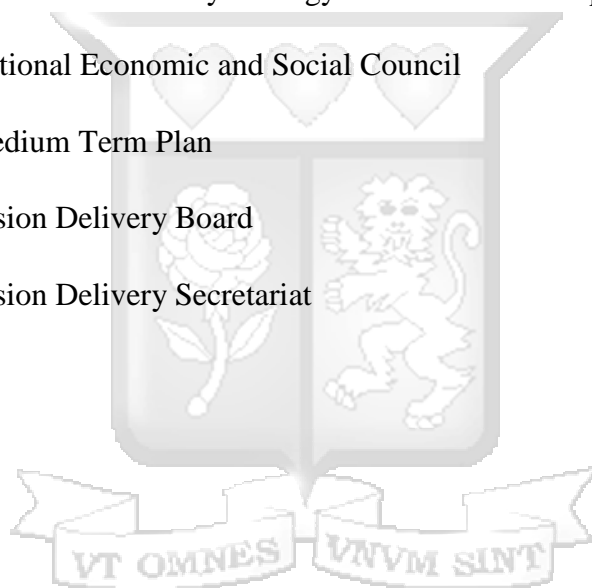 tional Economic and Social Council
edium Term Plan
sion Delivery Board
sion Delivery Secretariat
VT OMNES VNVM SINT